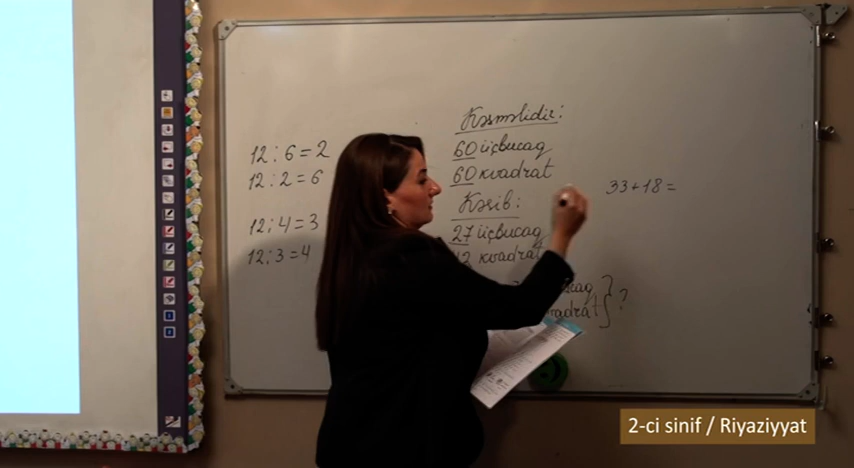 12 : 6 = 2
12 : 2 = 6
12 : 4 = 3
12 : 3 = 4
Kəsməlidir:
60 üçbucaq
60 kvadrat
Kəsib:
27 üçbucaq
kvadrat
?
33+18=
2-ci sinif / Riyaziyyat